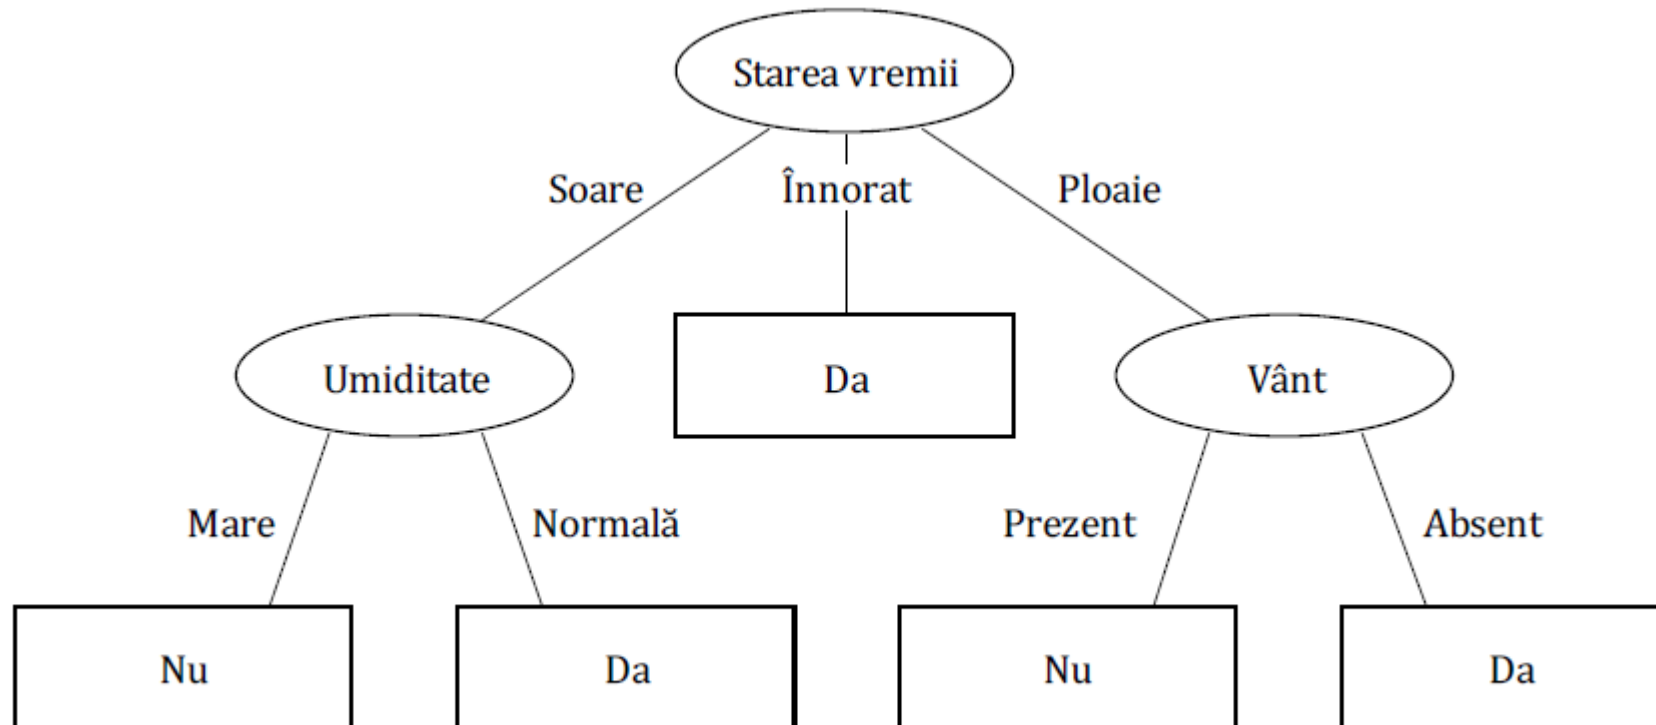 Starea vremii
Soare
Înnorat
Ploaie
Umiditate
Da
Vânt
Mare
Normală
Prezent
Absent
Nu
Da
Nu
Da